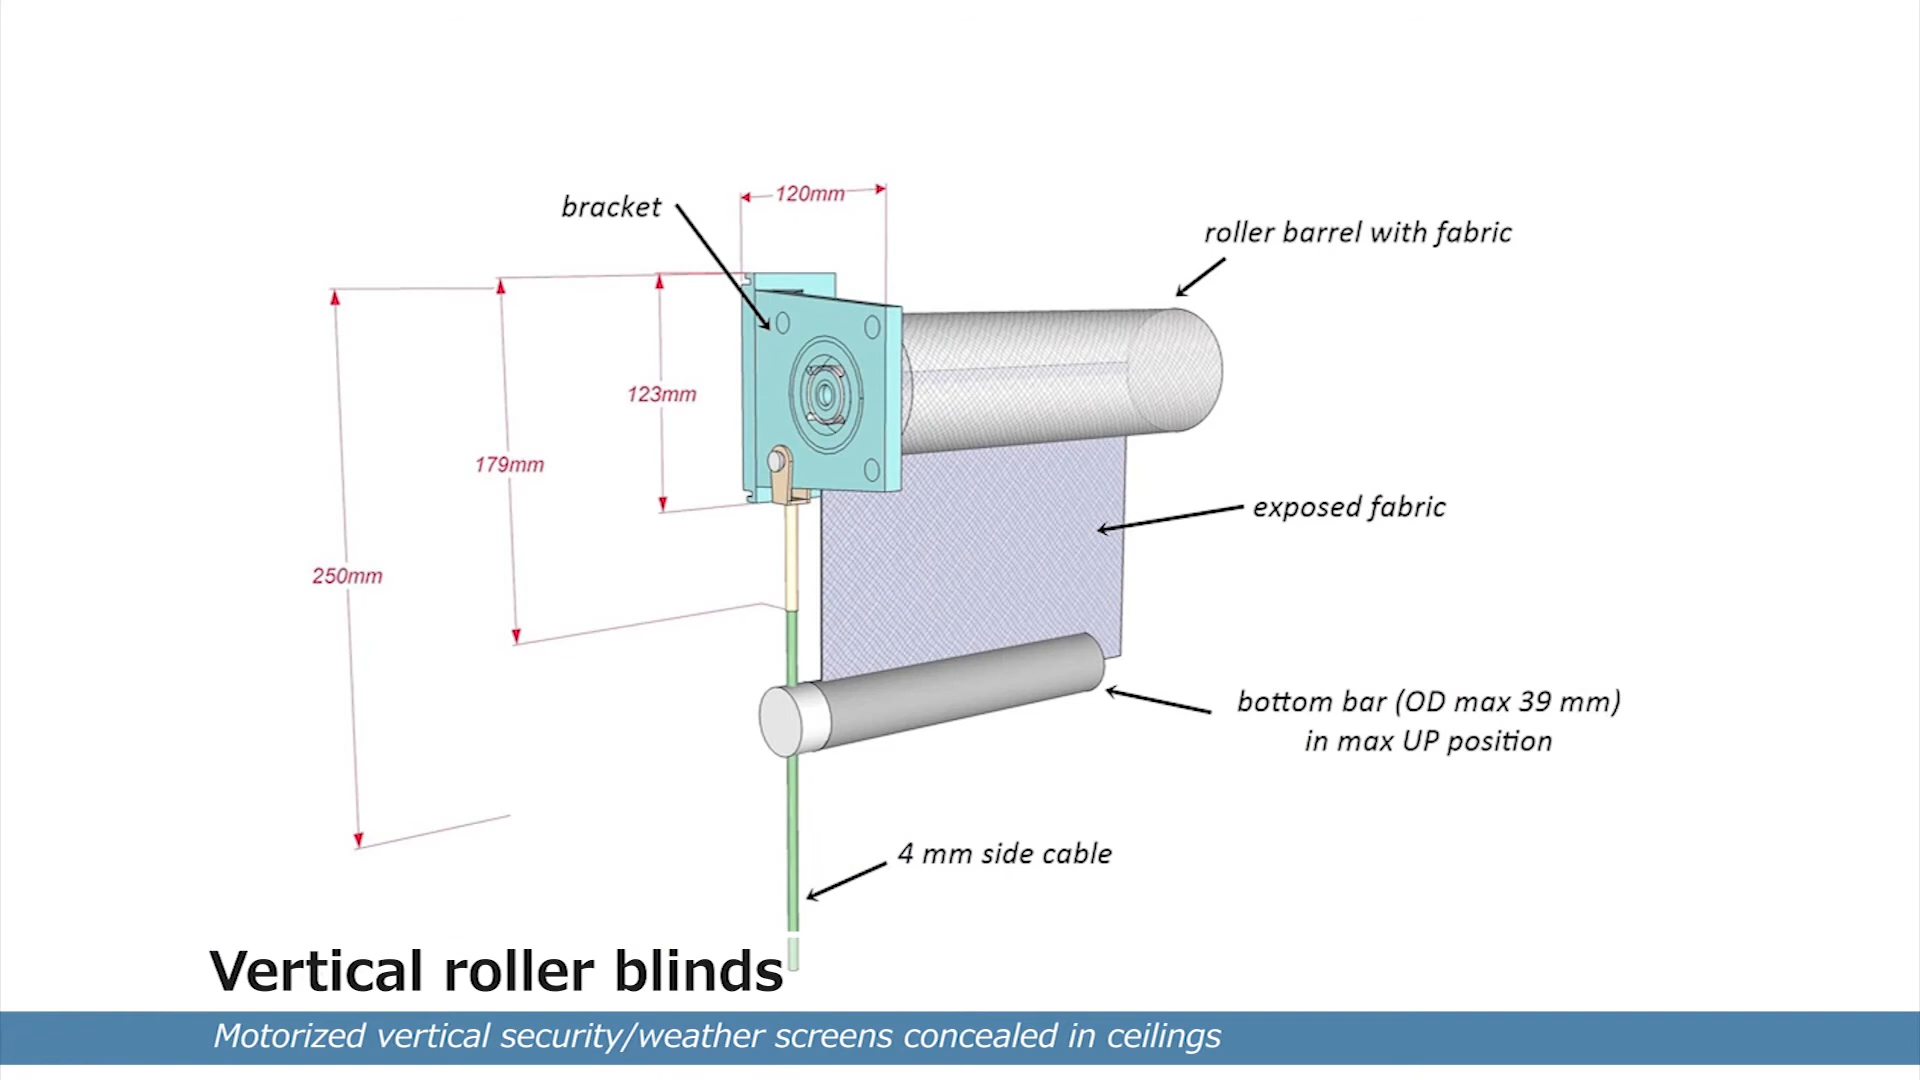 120mm
bracket
roller barrel with fabric
123mm
179mm
exposed fabric
250mm
bottom bar (OD max 39 mm)
in max UP position
4 mm side cable
Vertical roller blinds
Motorized vertical security/weather screens concealed in ceilings